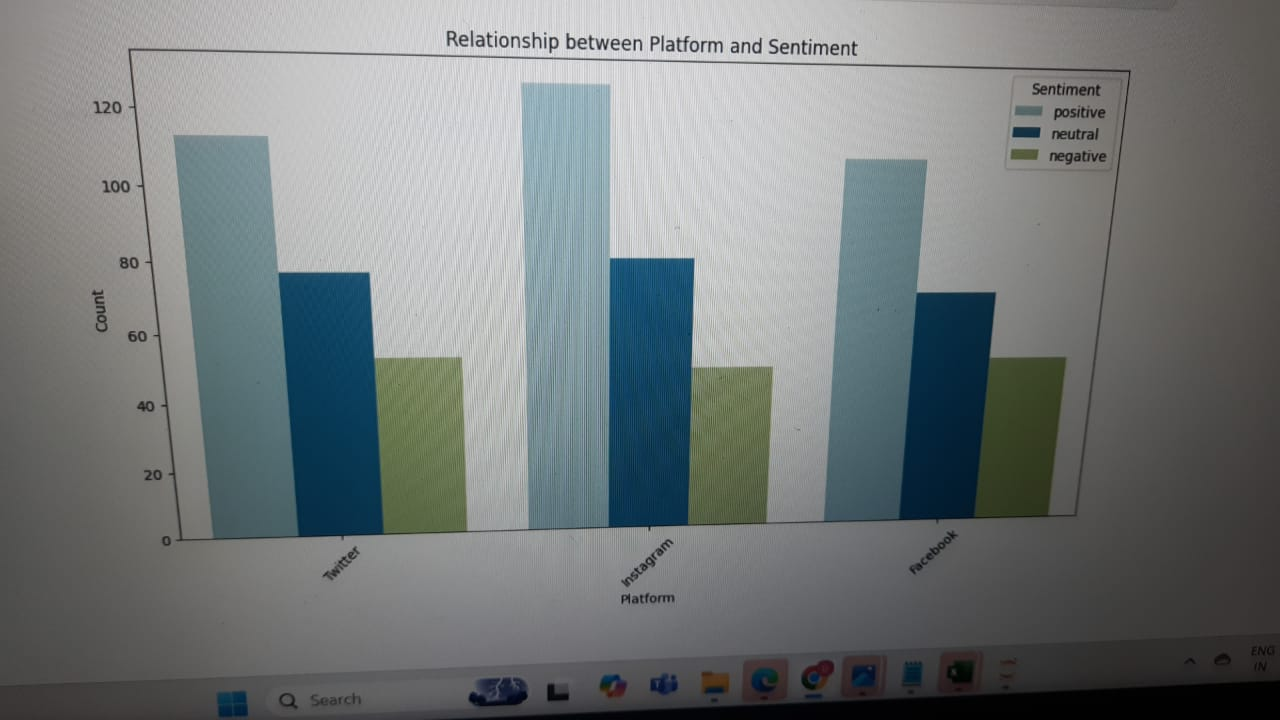 Relationship between Platform and Sentiment
Sentiment
positive
neutral
negative
120
100
80
60
40
20
0
Count
Twitter
Instagram
Facebook
Platform
Search
ENG
IN